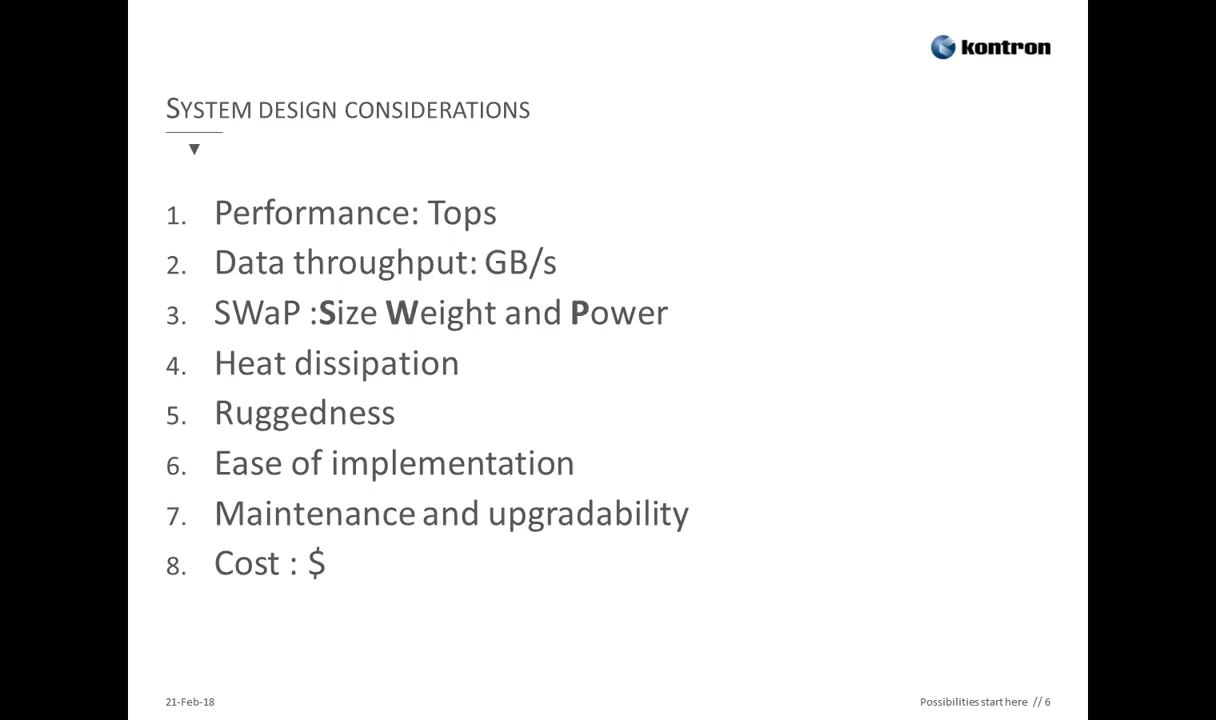 kontron
SYSTEM DESIGN CONSIDERATIONS
1. Performance: Tops
2. Data throughput: GB/s
3. SWaP :Size Weight and Power
4. Heat dissipation
5. Ruggedness
6. Ease of implementation
7. Maintenance and upgradability
8. Cost : $
21-Feb-18
Possibilities start here // 6